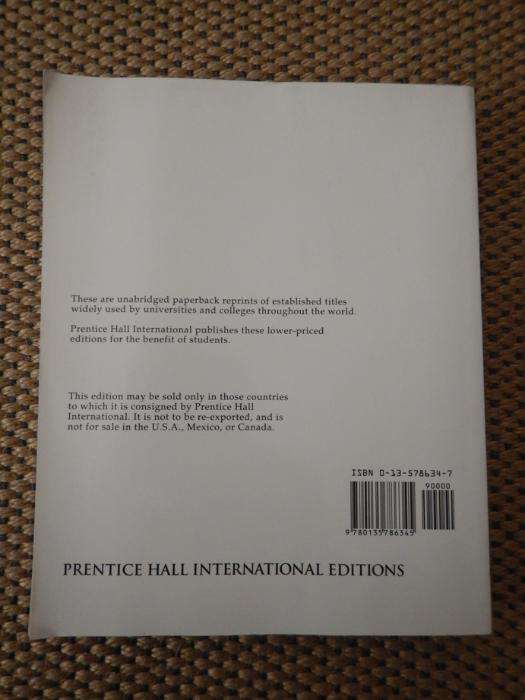 These are unabridged paperback reprints of established titles
widely used by universities and colleges throughout the world.
Prentice Hall International publishes these lower-priced
editions for the benefit of students.
This edition may be sold only in those countries
to which it is consigned by Prentice Hall
International. It is not to be re-exported, and is
not for sale in the U.S.A., Mexico, or Canada.
ISBN 0-13-578634-7
90000
9 780135 786345
PRENTICE HALL INTERNATIONAL EDITIONS